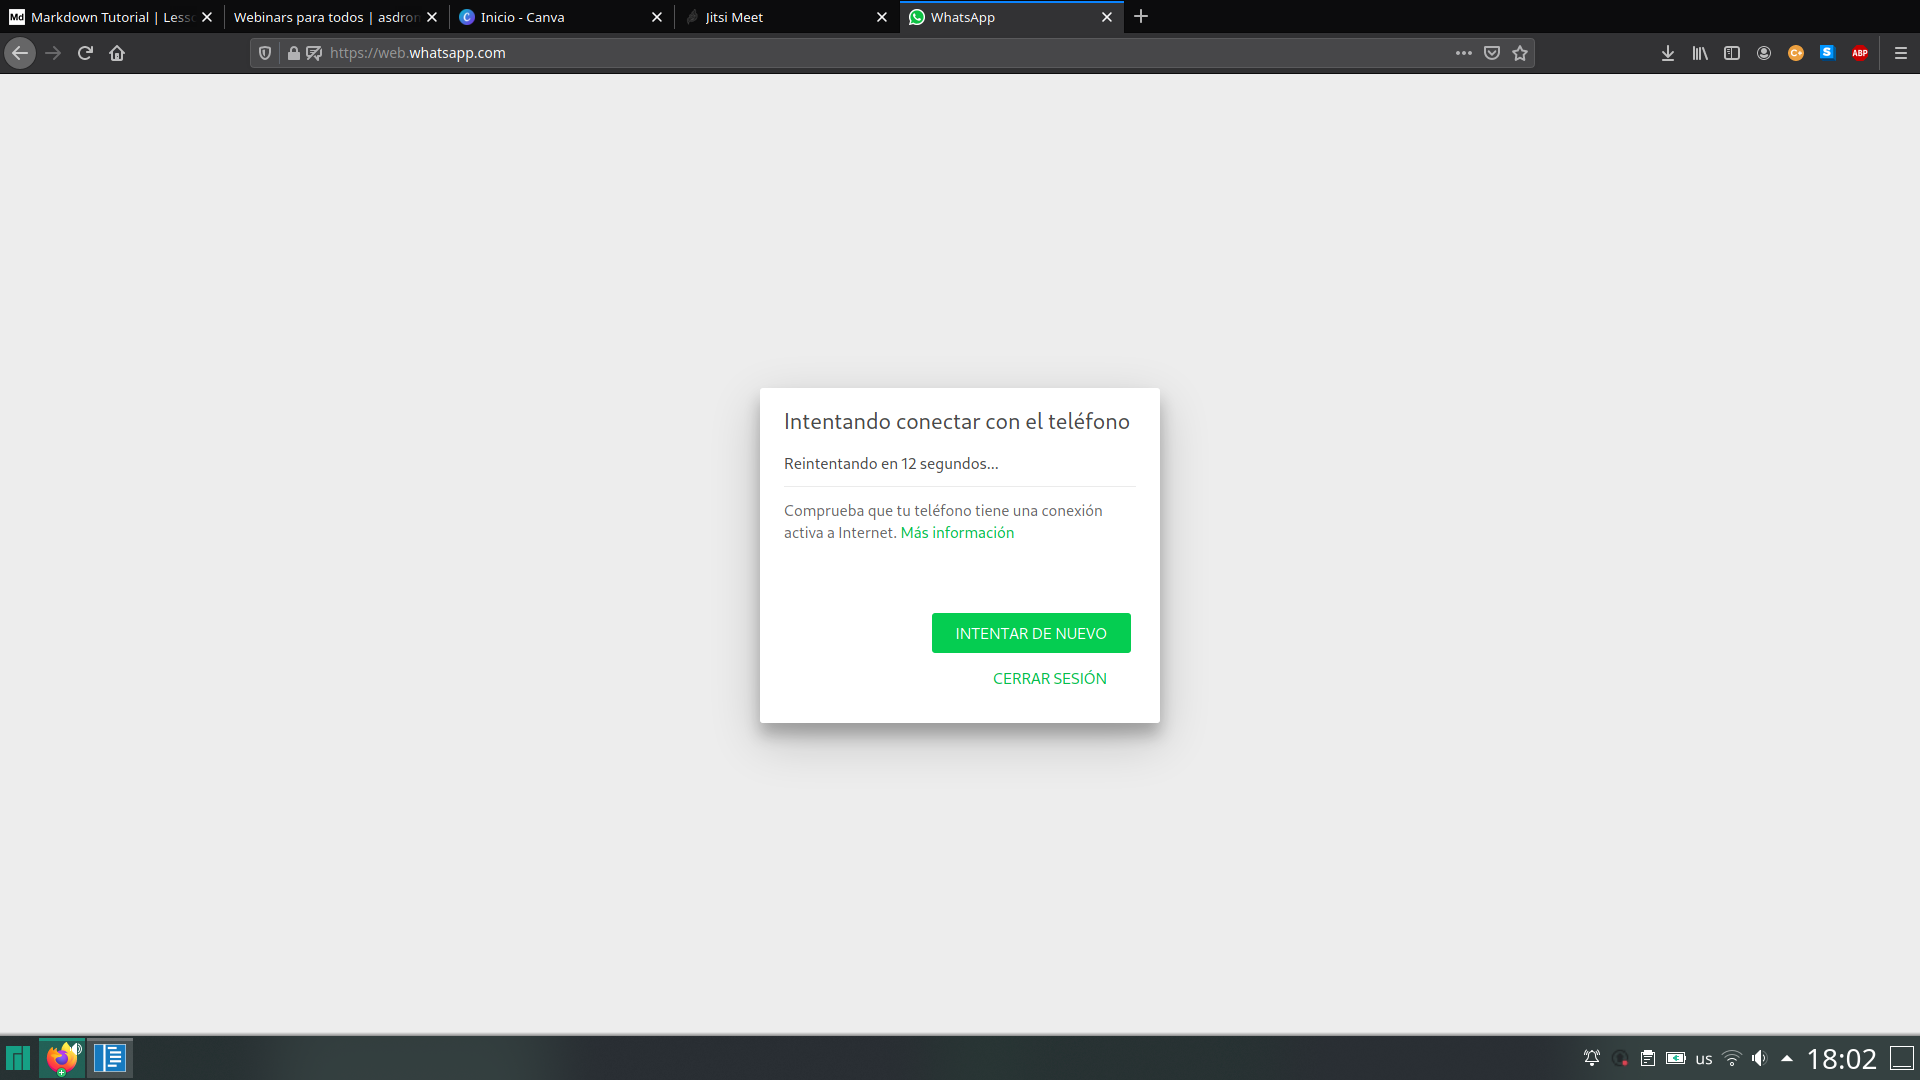 Markdown Tutorial | Less
Webinars para todos | asdro
Inicio - Canva
Jitsi Meet
WhatsApp
https://web.whatsapp.com
ABP
Intentando conectar con el teléfono
Reintentando en 12 segundos...
Comprueba que tu teléfono tiene una conexión
activa a Internet. Más información
INTENTAR DE NUEVO
CERRAR SESIÓN
us
18:02